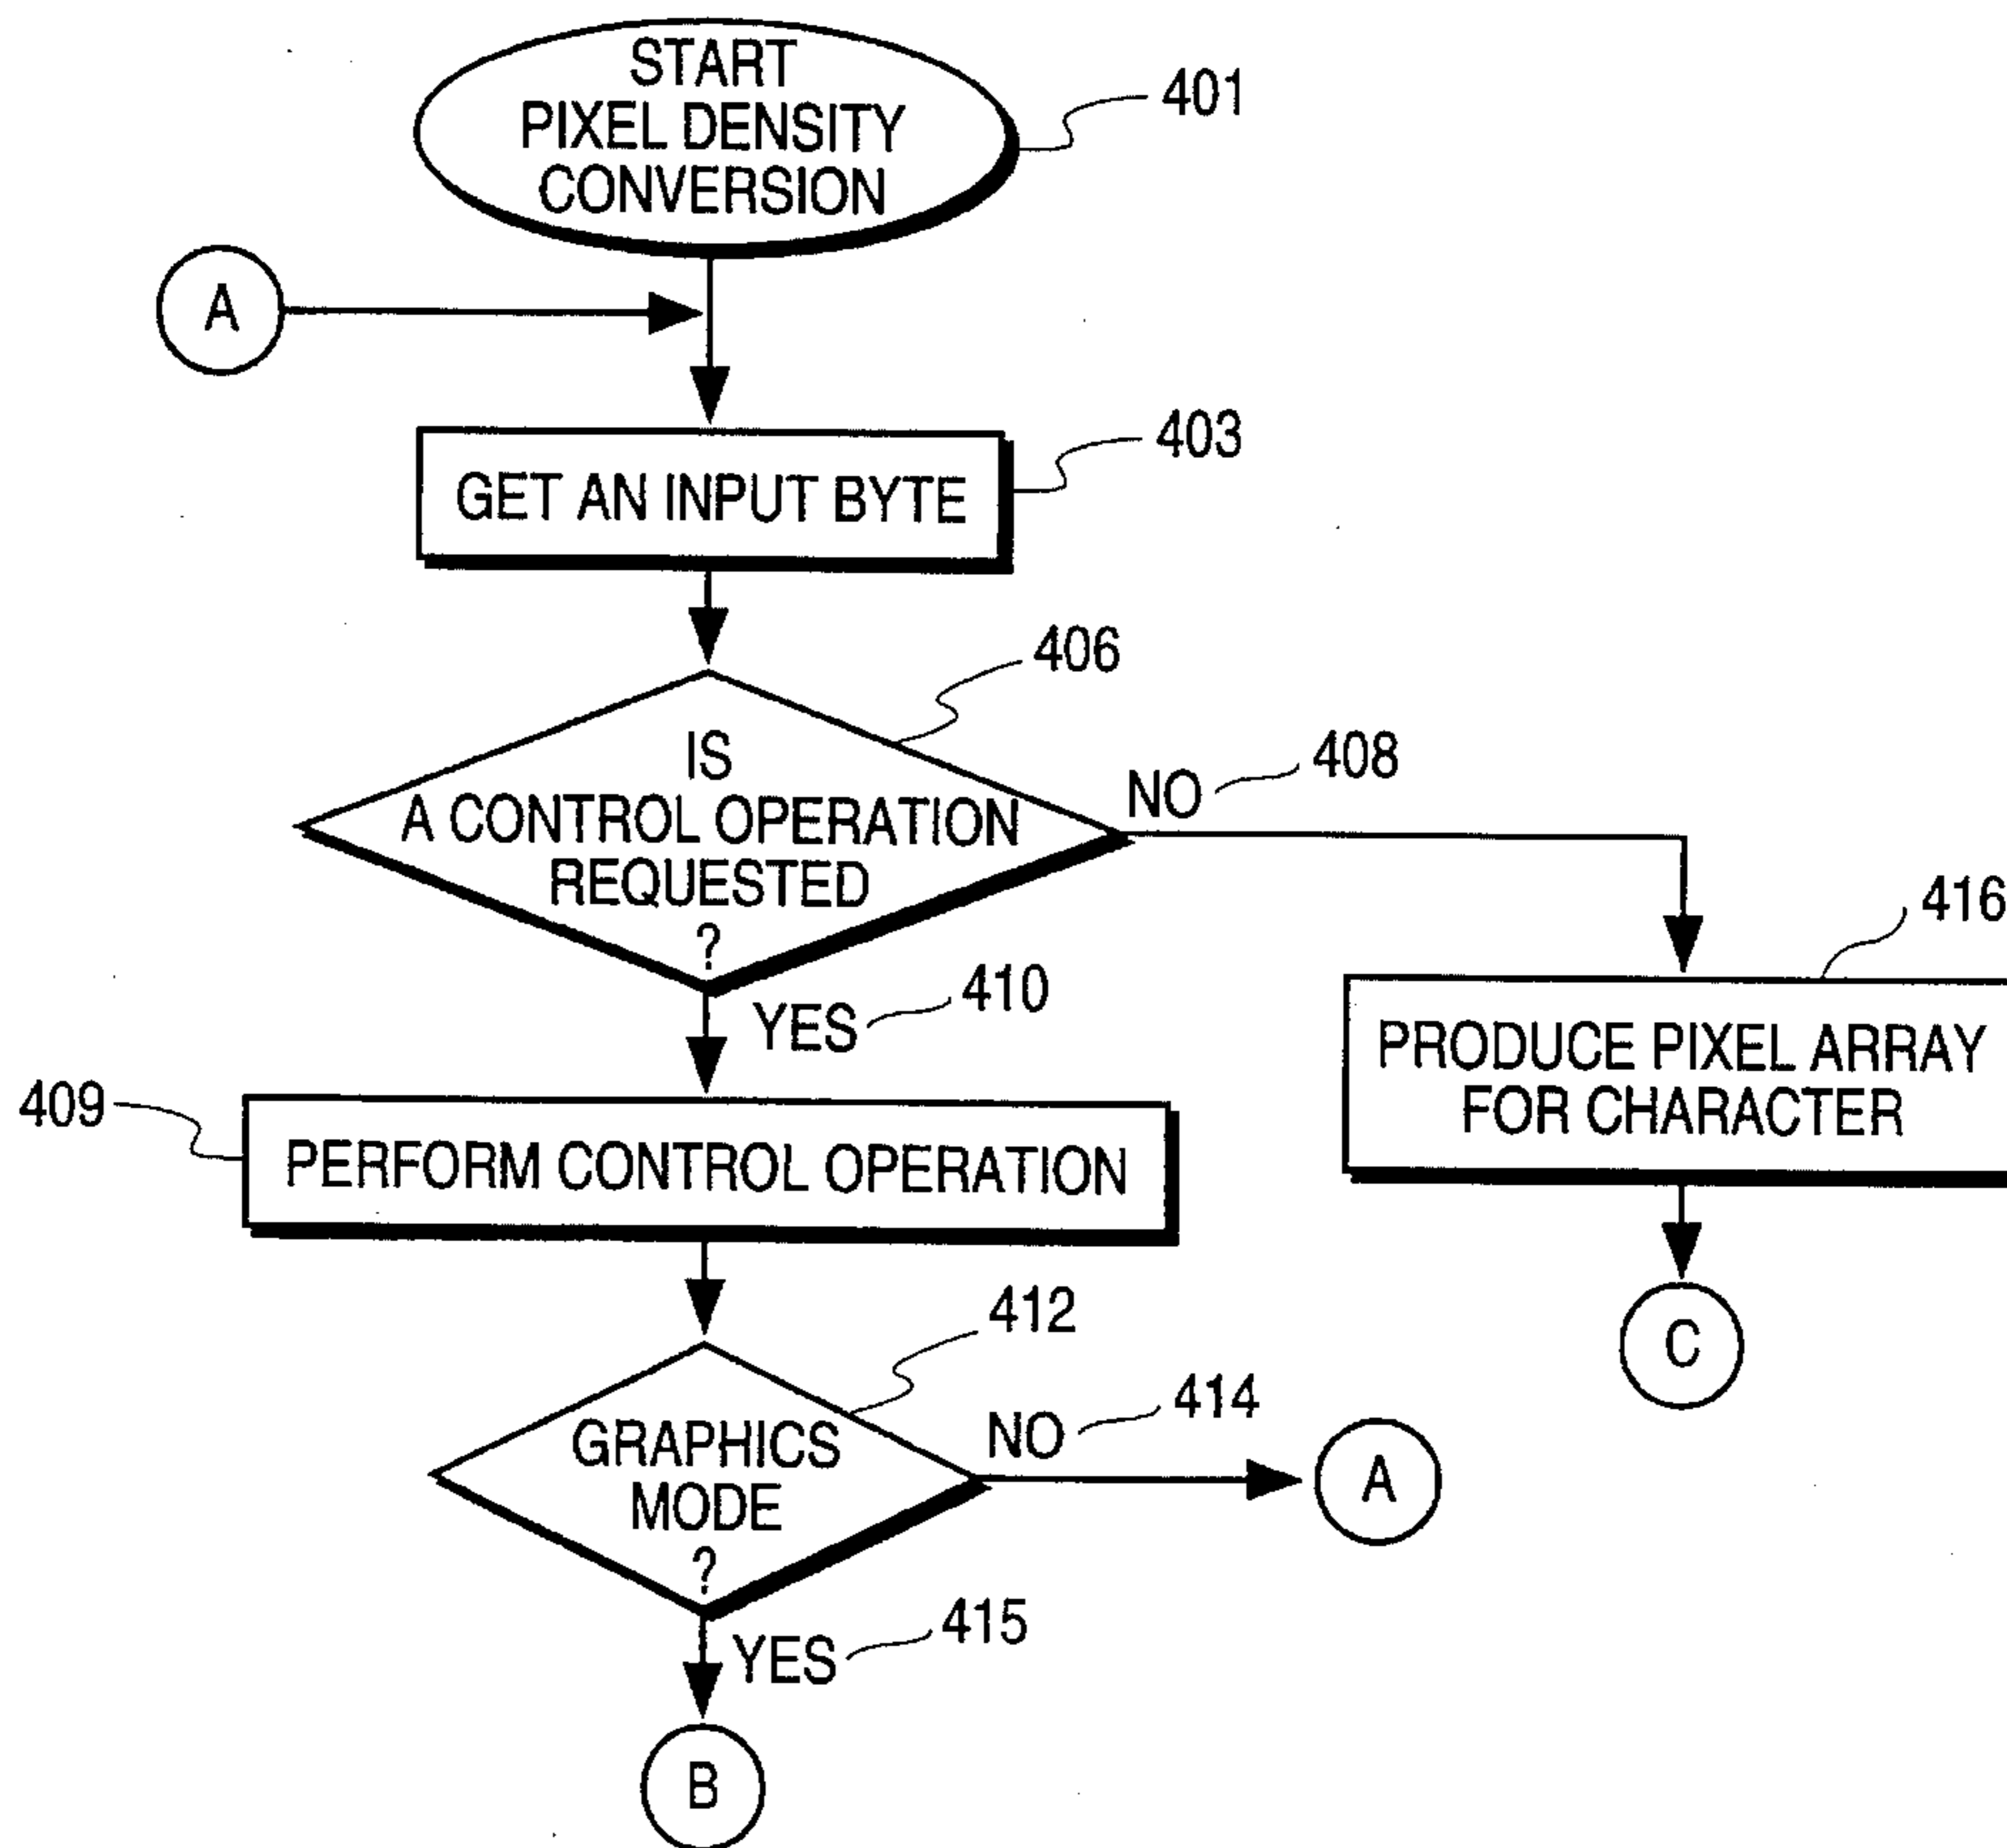 START
PIXEL DENSITY
CONVERSION
401
A
GET AN INPUT BYTE
403
406
IS
A CONTROL OPERATION
REQUESTED
?
NO
408
YES
410
416
PRODUCE PIXEL ARRAY
FOR CHARACTER
409
PERFORM CONTROL OPERATION
C
412
GRAPHICS
MODE
?
NO
414
A
YES
415
B